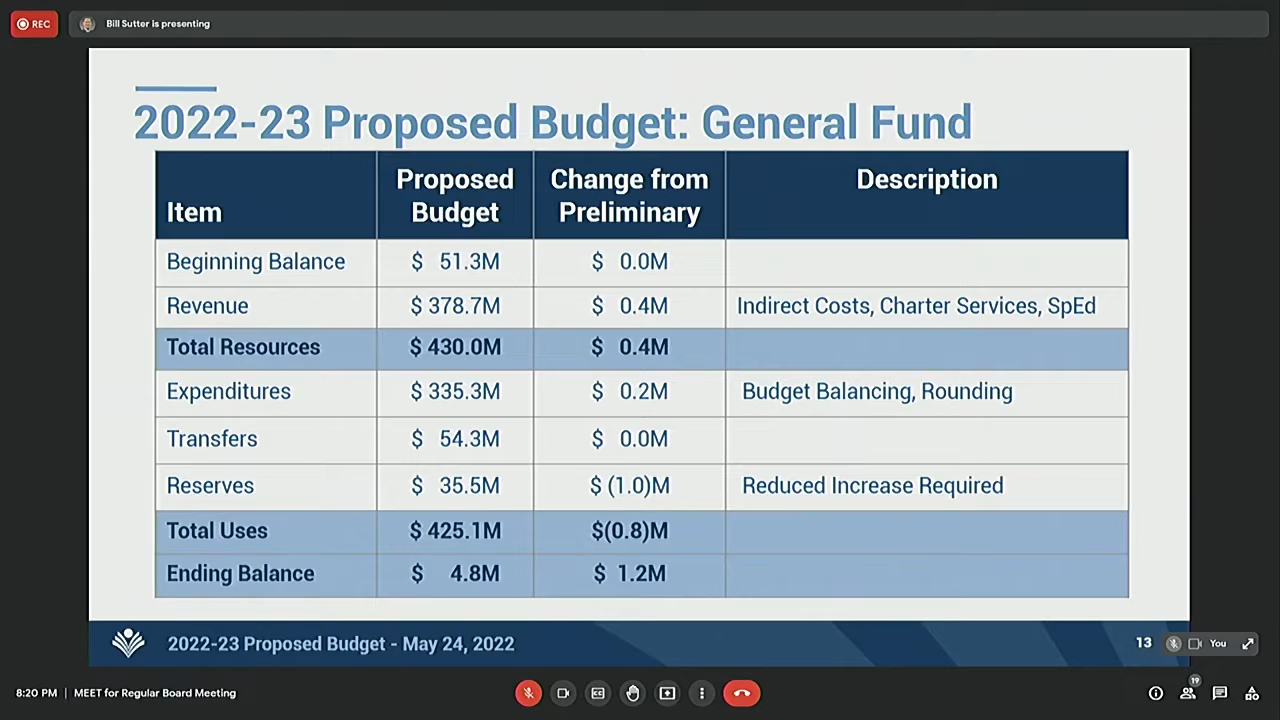 REC
Bill Sutter is presenting
2022-23 Proposed Budget: General Fund
Item Proposed Budget Change from Preliminary Description
Beginning Balance $ 51.3M $ 0.0M
Revenue $ 378.7M $ 0.4M Indirect Costs, Charter Services, SpEd
Total Resources $ 430.0M $ 0.4M
Expenditures $ 335.3M $ 0.2M Budget Balancing, Rounding
Transfers $ 54.3M $ 0.0M
Reserves $ 35.5M $ (1.0)M Reduced Increase Required
Total Uses $ 425.1M $(0.8)M
Ending Balance $ 4.8M $ 1.2M
2022-23 Proposed Budget - May 24, 2022 13 You
8:20 PM | MEET for Regular Board Meeting 19